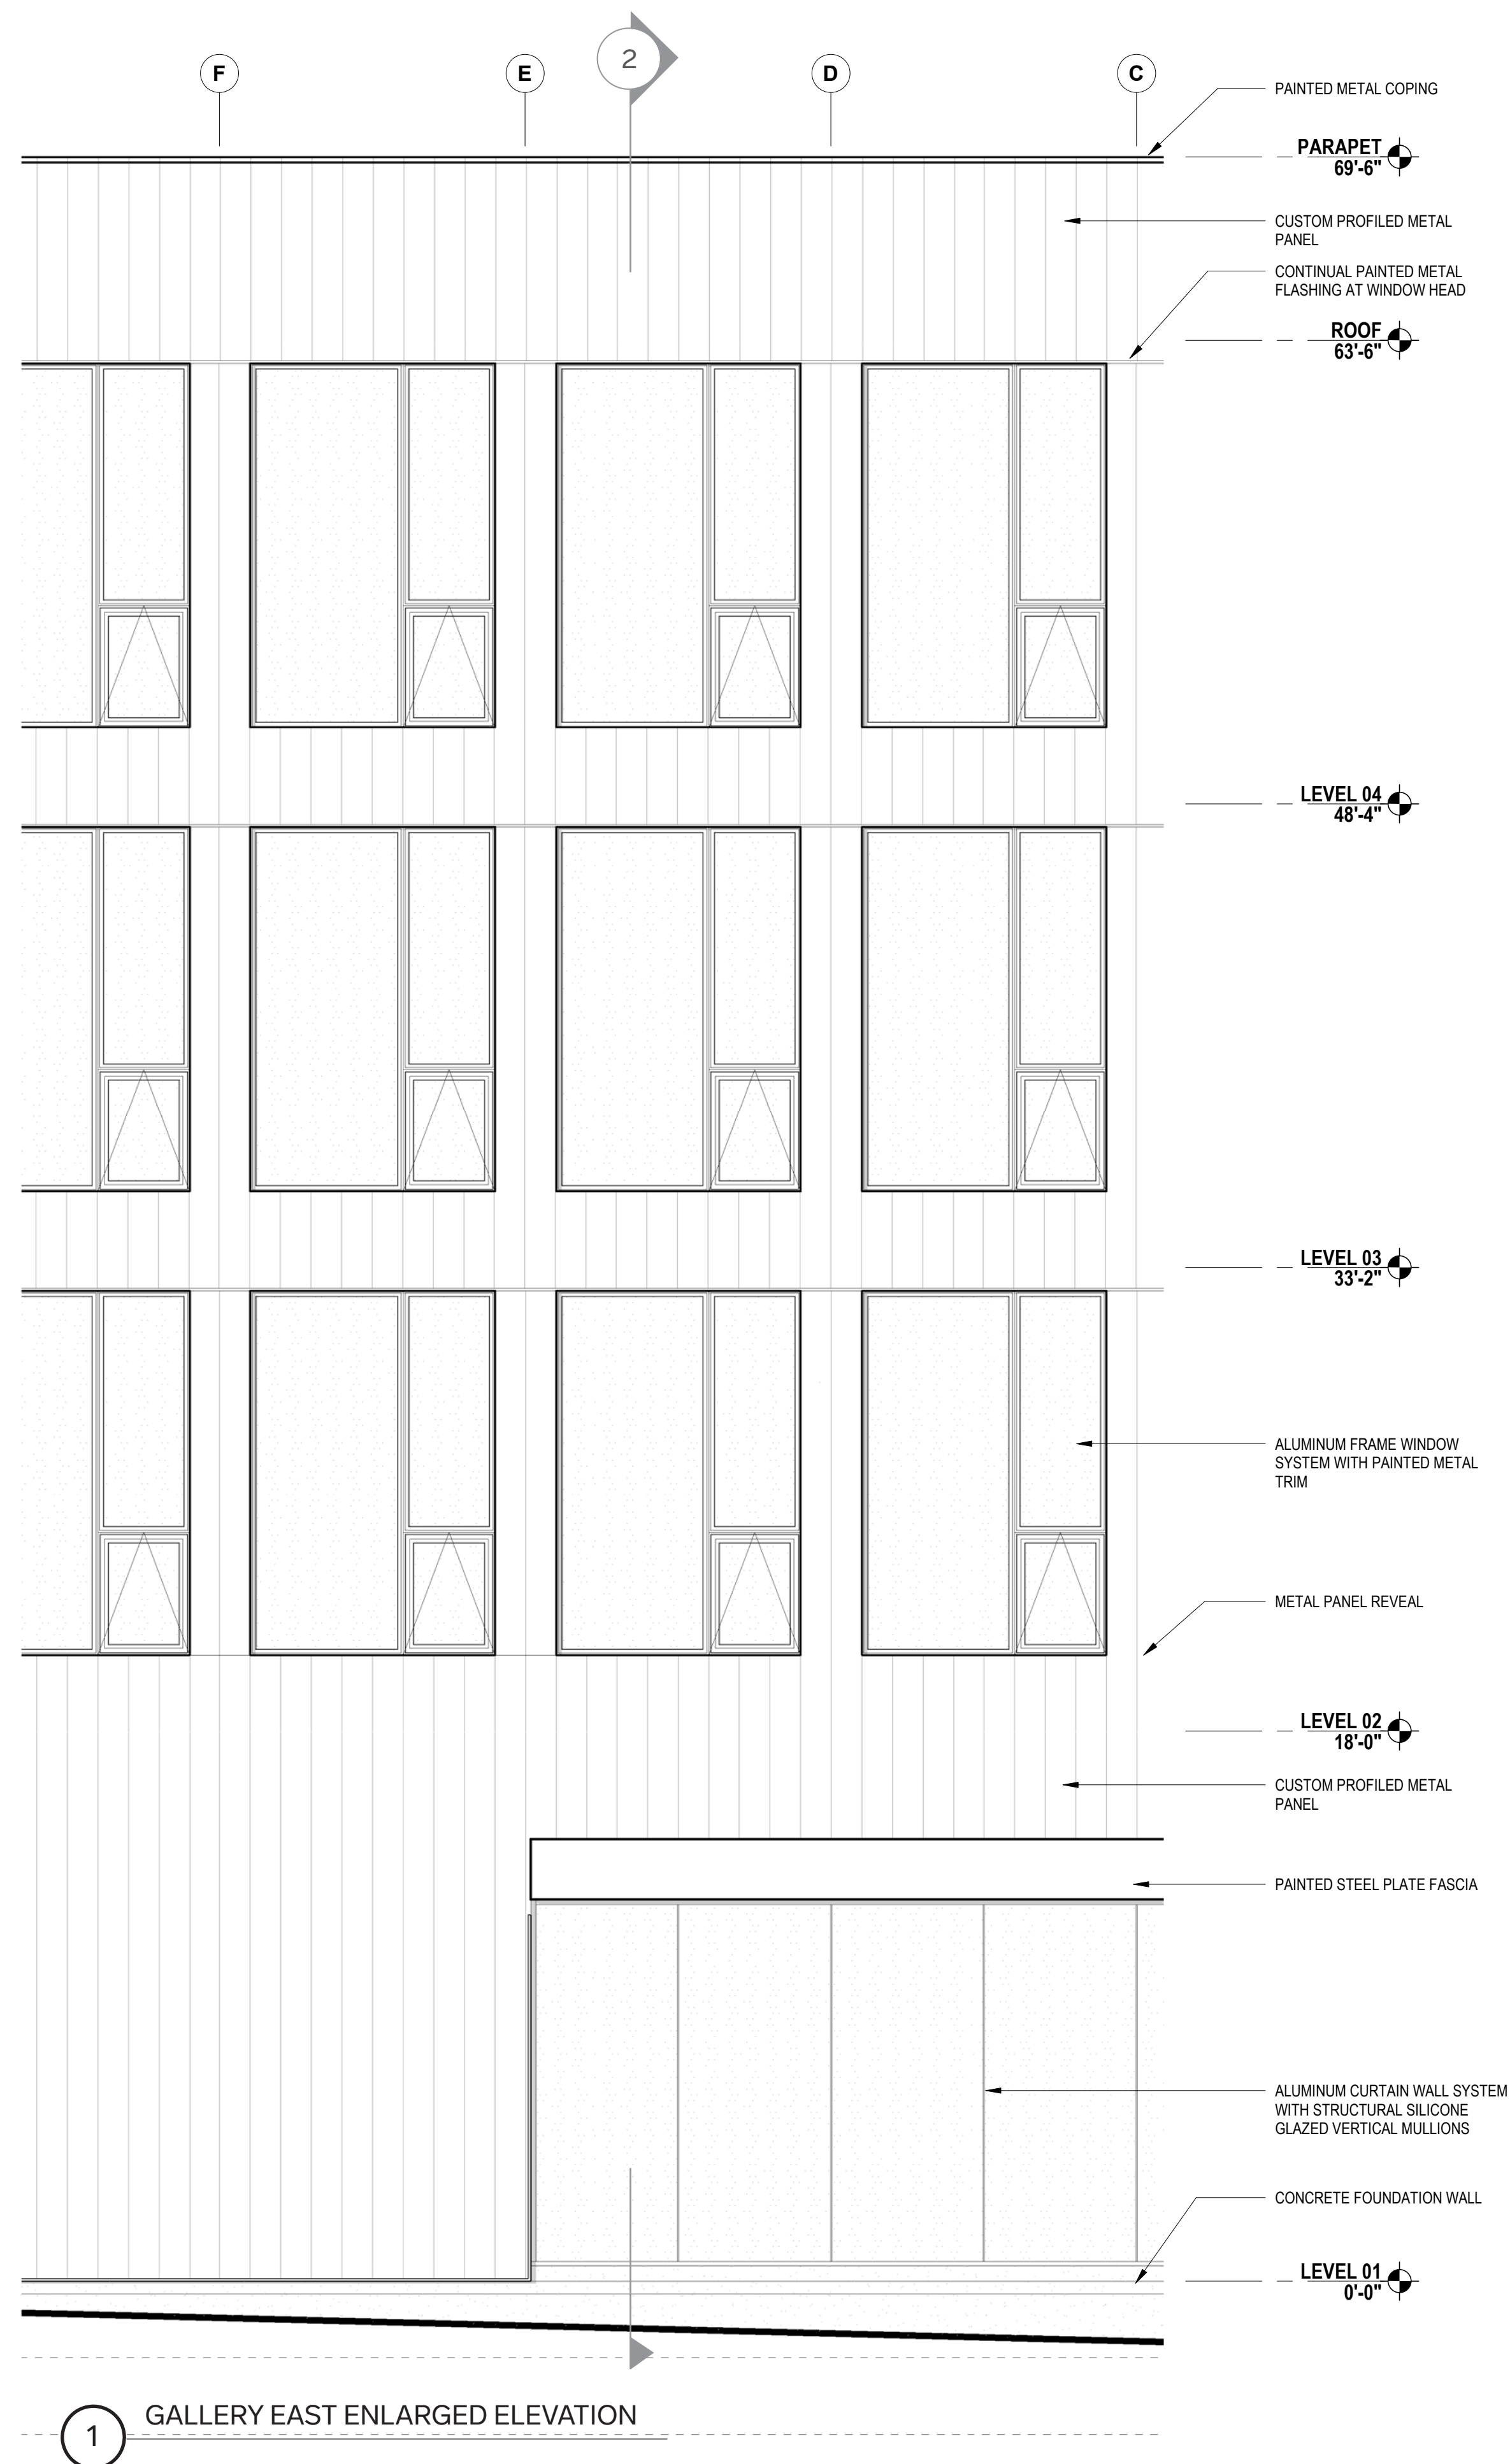 2
F
E
D
C
PAINTED METAL COPING
PARAPET
69'-6"
CUSTOM PROFILED METAL
PANEL
CONTINUAL PAINTED METAL
FLASHING AT WINDOW HEAD
ROOF
63'-6"
LEVEL 04
48'-4"
LEVEL 03
33'-2"
ALUMINUM FRAME WINDOW
SYSTEM WITH PAINTED METAL
TRIM
METAL PANEL REVEAL
LEVEL 02
18'-0"
CUSTOM PROFILED METAL
PANEL
PAINTED STEEL PLATE FASCIA
ALUMINUM CURTAIN WALL SYSTEM
WITH STRUCTURAL SILICONE
GLAZED VERTICAL MULLIONS
CONCRETE FOUNDATION WALL
LEVEL 01
0'-0"
1
GALLERY EAST ENLARGED ELEVATION